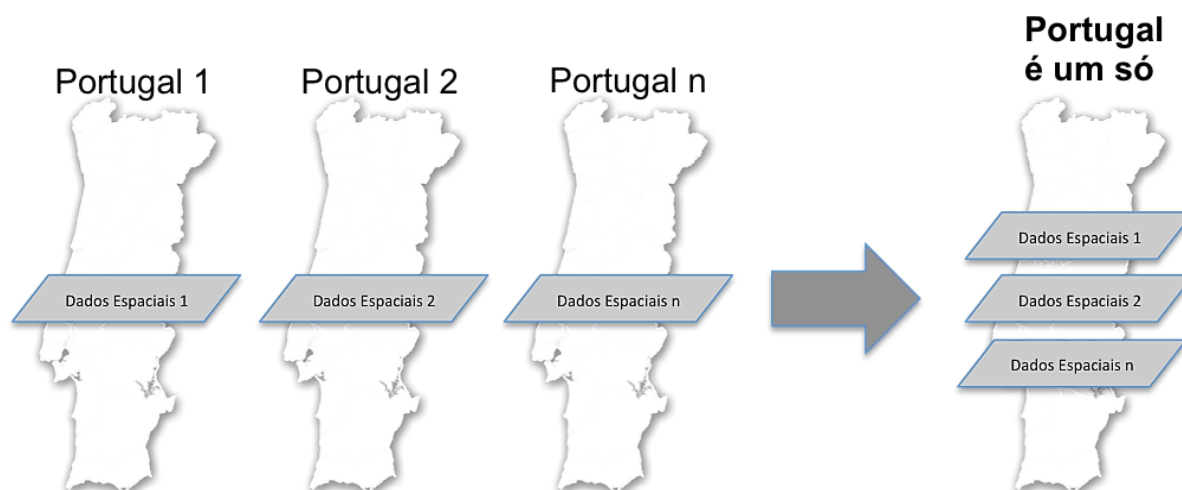 Portugal 1
Portugal 2
Portugal n
Portugal
é um só
Dados Espaciais 1
Dados Espaciais 2
Dados Espaciais n
Dados Espaciais 1
Dados Espaciais 2
Dados Espaciais n